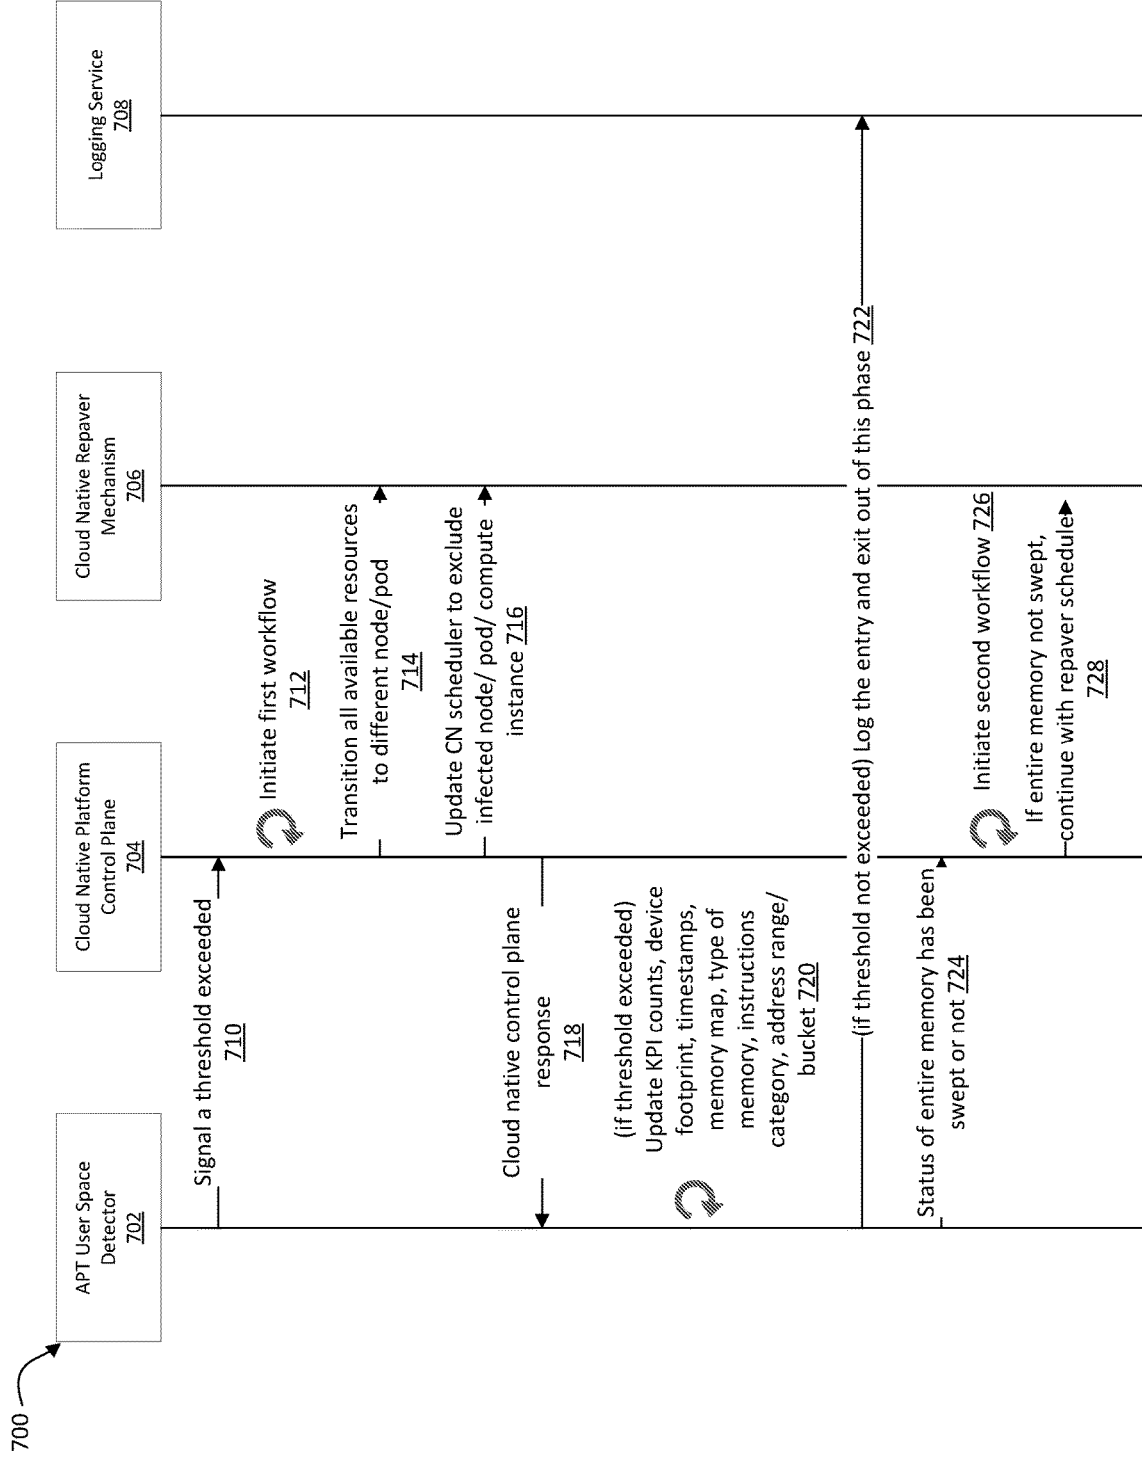 700
APT User Space
Detector
702
Cloud Native Platform
Control Plane
704
Cloud Native Repaver
Mechanism
706
Logging Service
708
Signal a threshold exceeded
710
Initiate first workflow
712
Transition all available resources
to different node/pod
714
Update CN scheduler to exclude
infected node/ pod/ compute
instance 716
Cloud native control plane
response
718
(if threshold exceeded)
Update KPI counts, device
footprint, timestamps,
memory map, type of
memory, instructions
category, address range/
bucket 720
(if threshold not exceeded) Log the entry and exit out of this phase 722
Status of entire memory has been
swept or not 724
Initiate second workflow 726
If entire memory not swept,
continue with repaver schedule
728